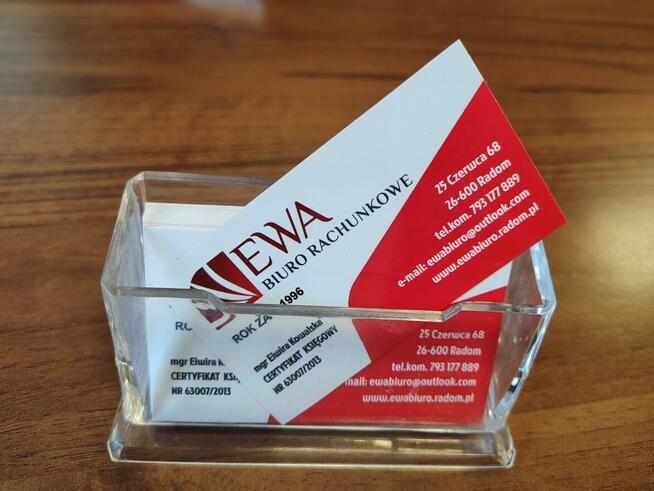 EWA
BIURO RACHUNKOWE
ROK ZA
1996
mgr Elwira Kowalska
CERTYFIKAT KSIĘGOWY
NR 63007/2013
25 Czerwca 68
26-600 Radom
tel.kom. 793 177 889
e-mail: ewabiuro@outlook.com
www.ewabiuro.radom.pl
RO
mgr Elwira K
CERTYFIKAT KSIĘ
NR 63007/2013
25 Czerwca 68
26-600 Radom
tel.kom. 793 177 889
mail: ewabiuro@outlook.com
www.ewabiuro.radom.pl